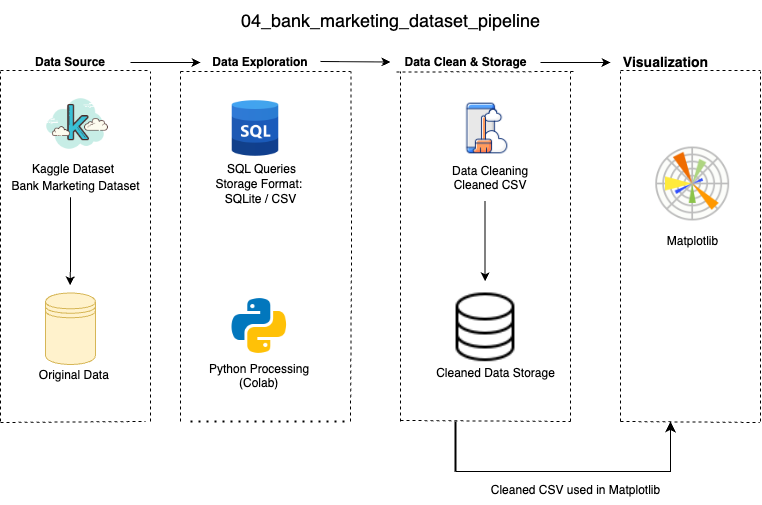 04_bank_marketing_dataset_pipeline
Data Source
Data Exploration
Data Clean & Storage
Visualization
k
Kaggle Dataset
Bank Marketing Dataset
Original Data
SQL
SQL Queries
Storage Format:
SQLite / CSV
Python Processing
(Colab)
Data Cleaning
Cleaned CSV
Cleaned Data Storage
Matplotlib
Cleaned CSV used in Matplotlib